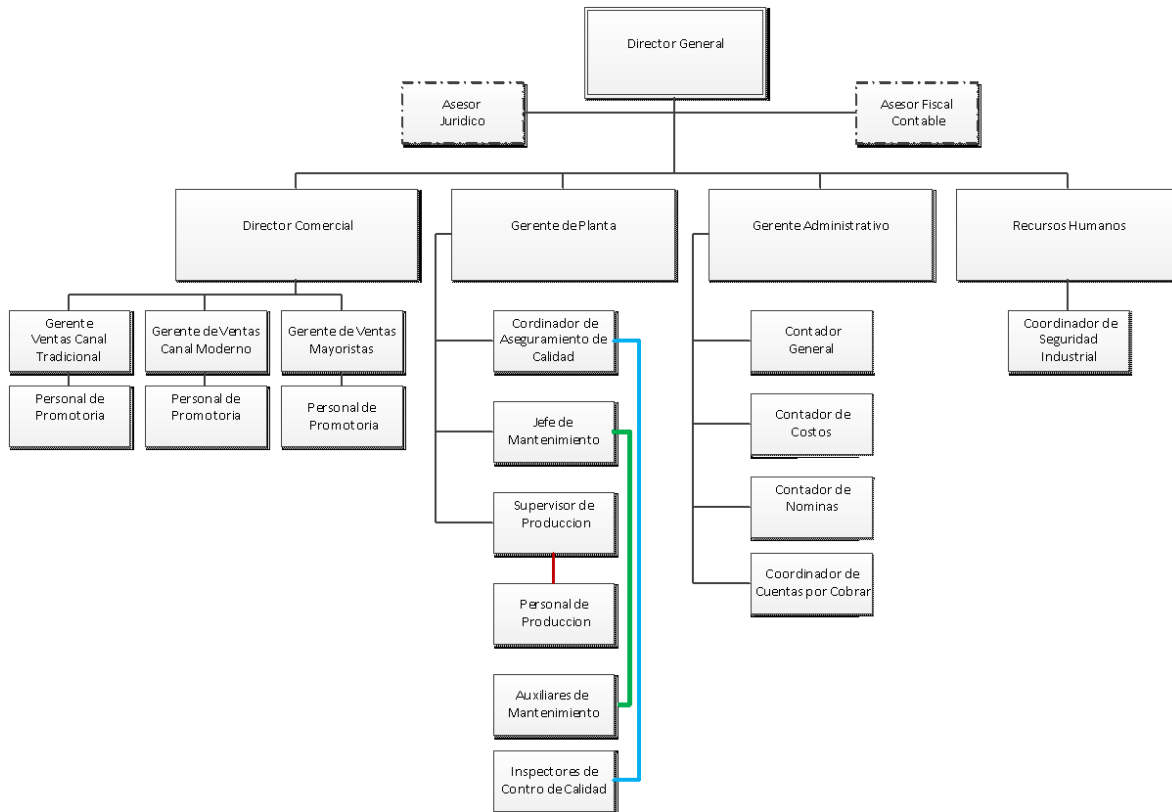 Director General
Asesor
Juridico
Asesor Fiscal
Contable
Director Comercial
Gerente de Planta
Gerente Administrativo
Recursos Humanos
Gerente
Ventas Canal
Tradicional
Gerente de Ventas
Canal Moderno
Gerente de Ventas
Mayoristas
Cordinador de
Aseguramiento de
Calidad
Contador
General
Coordinador de
Seguridad
Industrial
Personal de
Promotoria
Personal de
Promotoria
Personal de
Promotoria
Jefe de
Mantenimiento
Contador de
Costos
Supervisor de
Produccion
Contador de
Nominas
Personal de
Produccion
Coordinador de
Cuentas por Cobrar
Auxiliares de
Mantenimiento
Inspectores de
Contro de Calidad